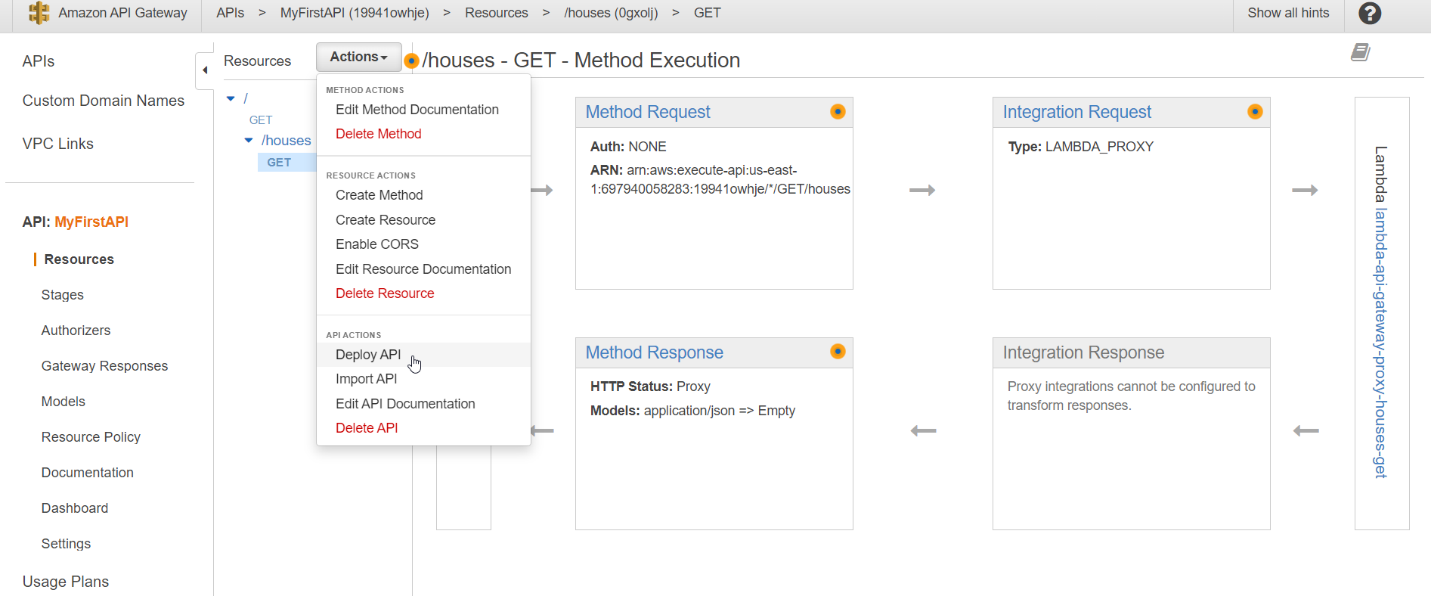 Amazon API Gateway
APIs > MyFirstAPI (19941owhje) > Resources > /houses (0gxolj) > GET
Show all hints
?
APIs
Custom Domain Names
VPC Links
API: MyFirstAPI
Resources
Stages
Authorizers
Gateway Responses
Models
Resource Policy
Documentation
Dashboard
Settings
Usage Plans
Resources
Actions
/
GET
/houses
GET
METHOD ACTIONS
Edit Method Documentation
Delete Method
RESOURCE ACTIONS
Create Method
Create Resource
Enable CORS
Edit Resource Documentation
Delete Resource
API ACTIONS
Deploy API
Import API
Edit API Documentation
Delete API
/houses - GET - Method Execution
Method Request
Auth: NONE
ARN: arn:aws:execute-api:us-east-
1:697940058283:19941owhje/*/GET/houses
Integration Request
Type: LAMBDA_PROXY
Method Response
HTTP Status: Proxy
Models: application/json => Empty
Integration Response
Proxy integrations cannot be configured to
transform responses.
Lambda lambda-api-gateway-proxy-houses-get